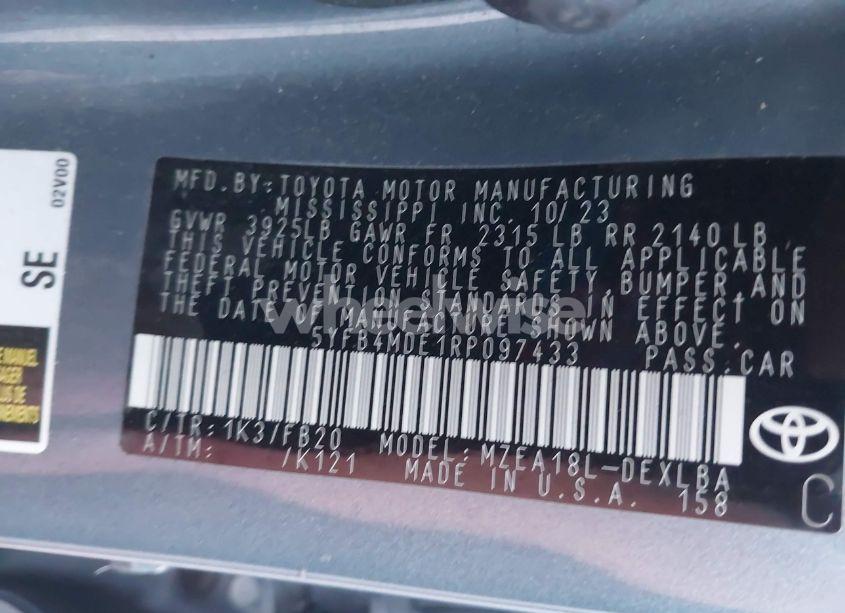 MFD.BY:TOYOTA MOTOR MANUFACTURING
MISSISSIPPI INC. 10/23
GVWR 3925LB GAWR FR 2315 LB RR 2140 LB
THIS VEHICLE CONFORMS TO ALL APPLICABLE
FEDERAL MOTOR VEHICLE SAFETY,BUMPER AND
THEFT PREVENTION STANDARDS IN EFFECT ON
THE DATE OF MANUFACTURE SHOWN ABOVE.
5YFB4MDE1RP097433 PASS.CAR
C/TR: 1K3/FB20 MODEL:MZEA18L-DEXLBA
A/TM: /K121 MADE IN U.S.A. 158
C
SE
02V00